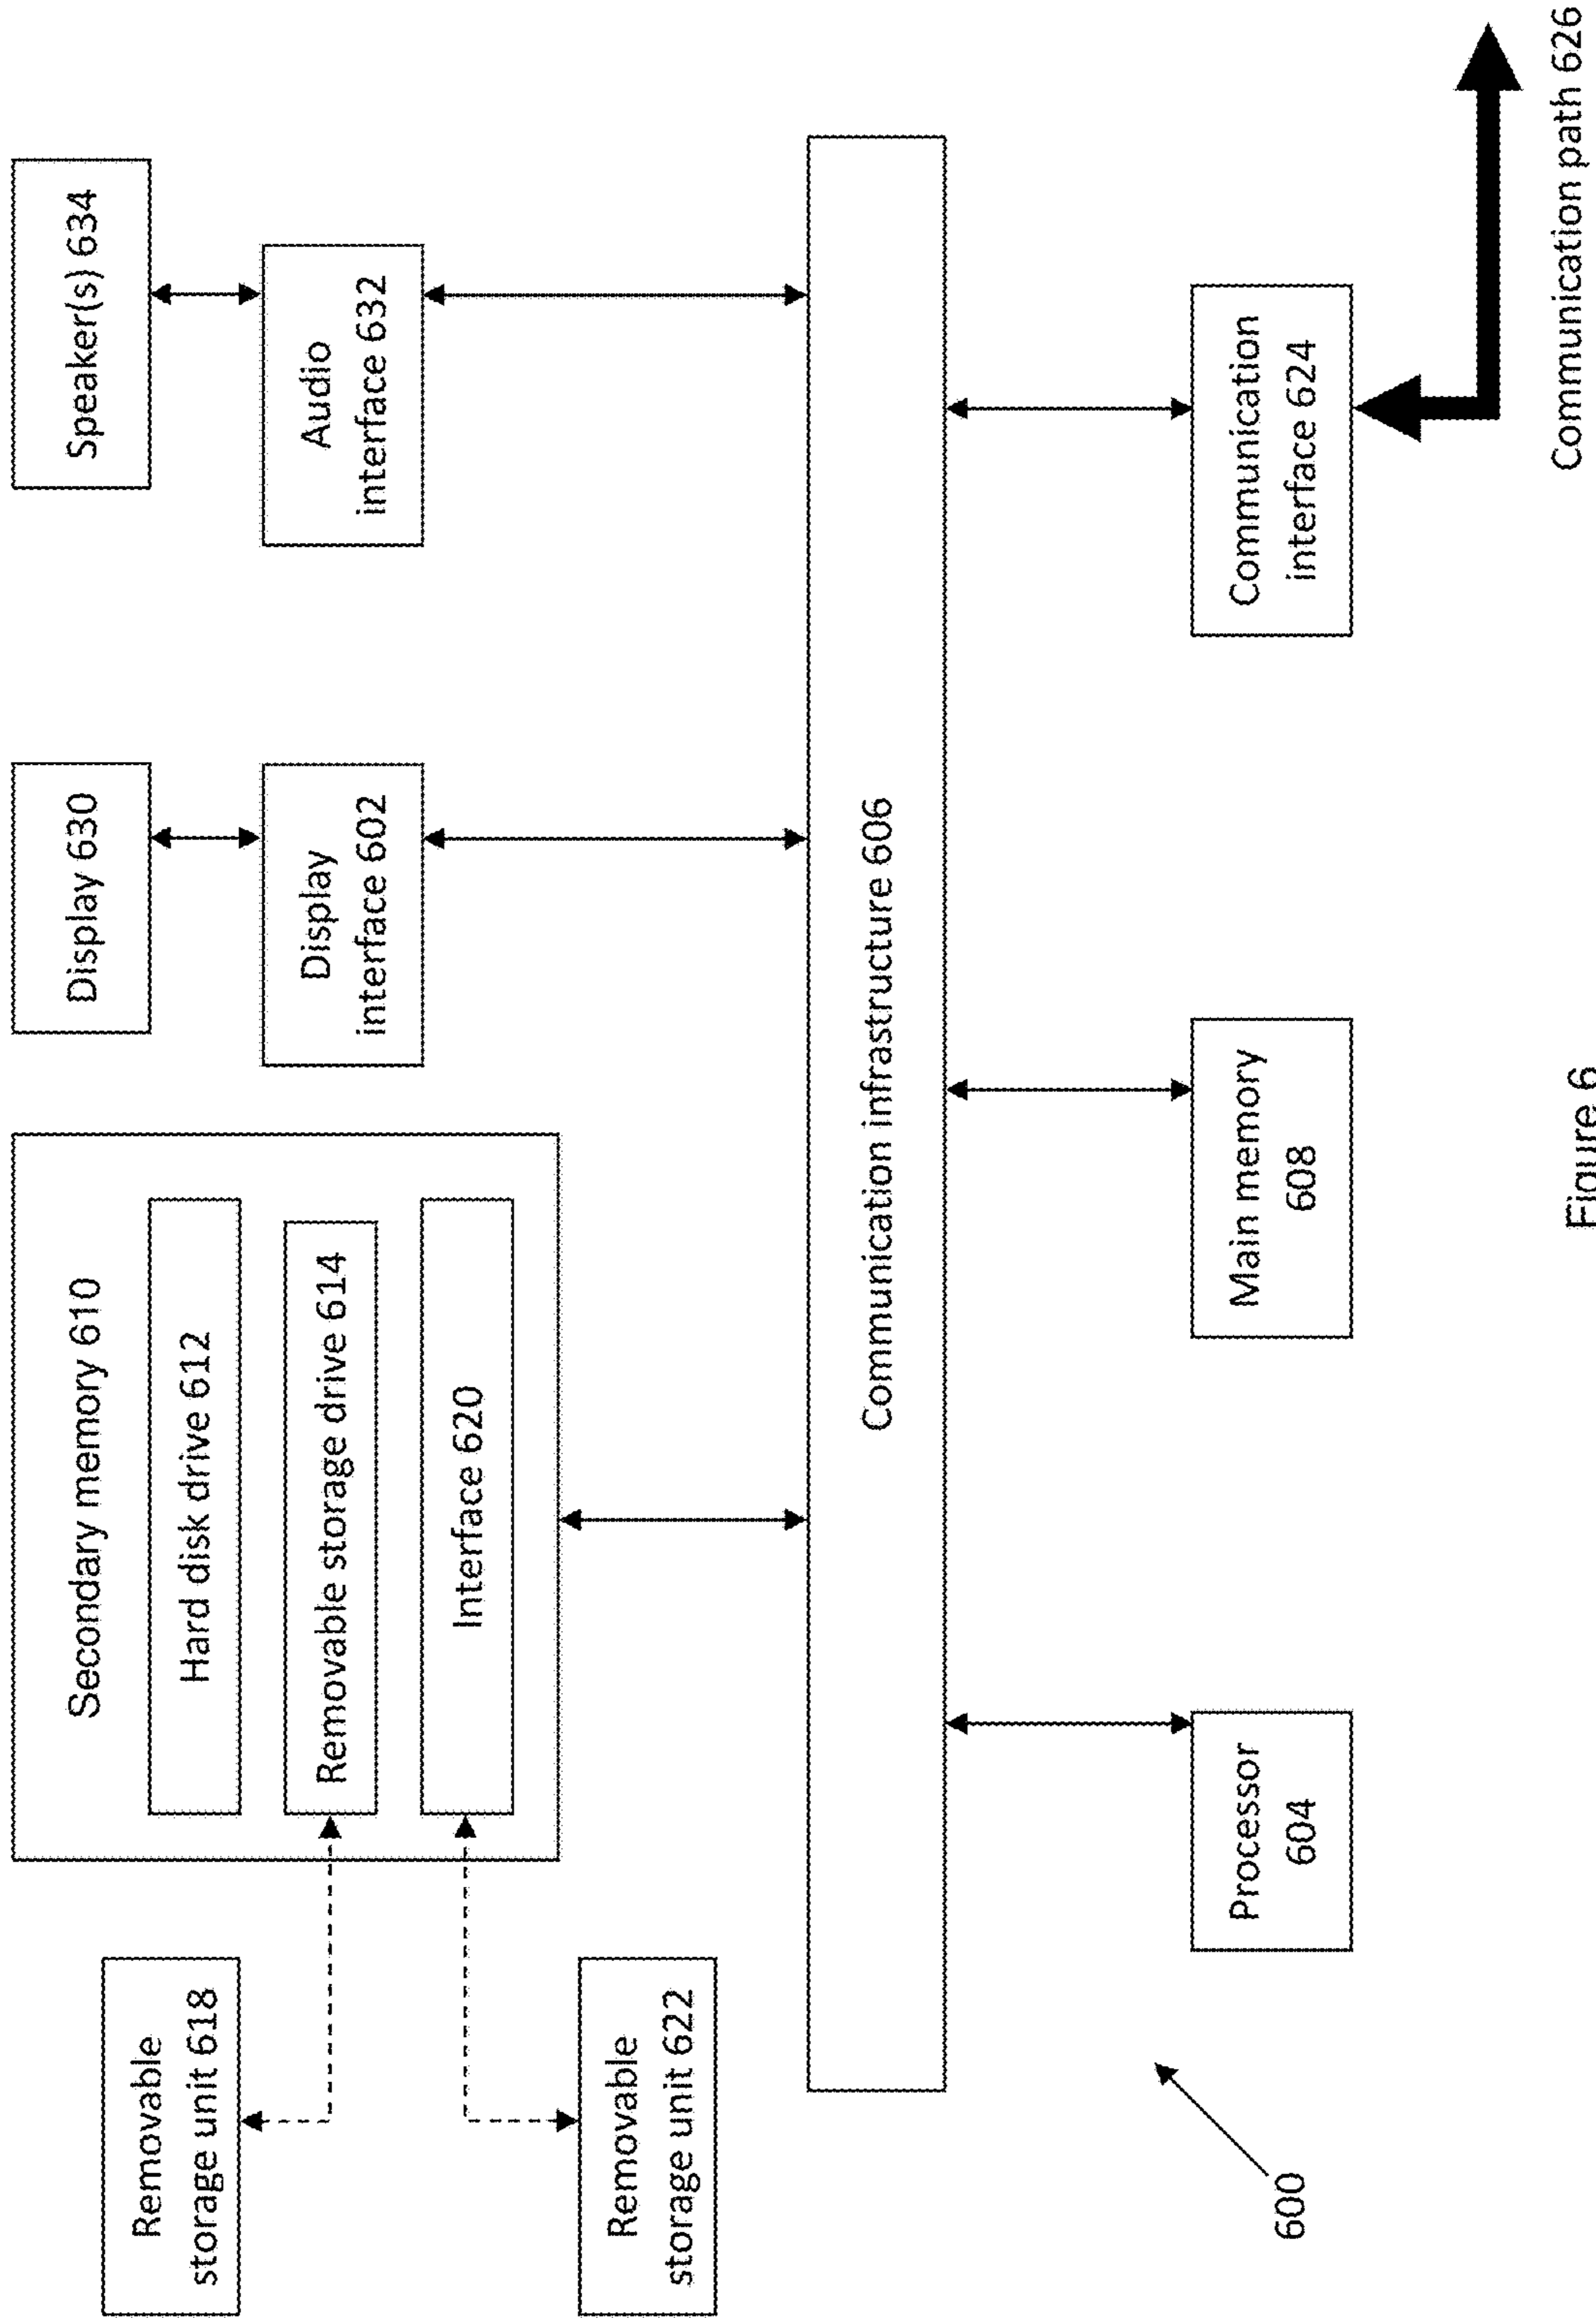 Removable
storage unit 618
Secondary memory 610
Hard disk drive 612
Removable storage drive 614
Interface 620
Removable
storage unit 622
Display 630
Display
interface 602
Speaker(s) 634
Audio
interface 632
Communication infrastructure 606
600
Processor
604
Main memory
608
Communication
interface 624
Communication path 626
Figure 6